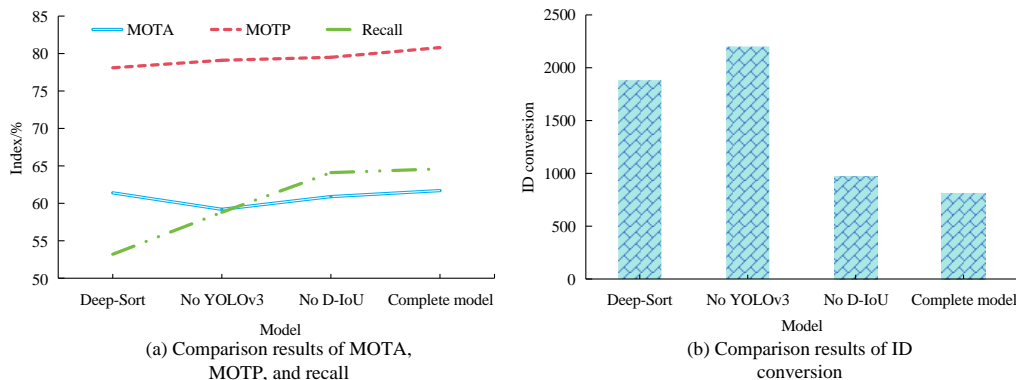 85
80
75
70
65
60
55
50
Index/%
MOTA
MOTP
Recall
Deep-Sort
No YOLOv3
No D-IoU
Complete model
Model
(a) Comparison results of MOTA,
MOTP, and recall
2500
2000
1500
1000
500
0
ID conversion
Deep-Sort
No YOLOv3
No D-IoU
Complete model
Model
(b) Comparison results of ID
conversion